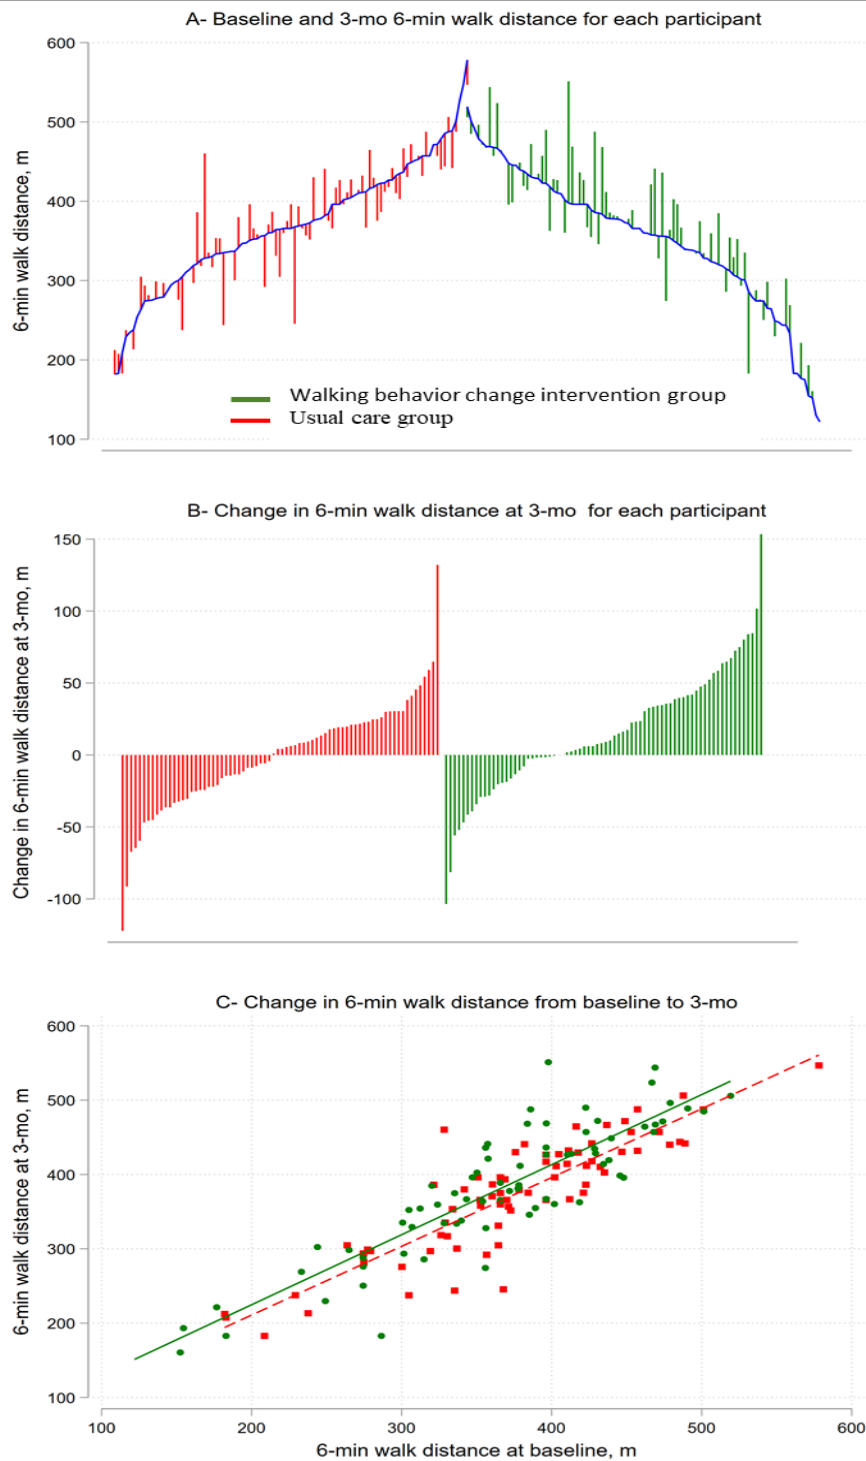 A- Baseline and 3-mo 6-min walk distance for each participant
6-min walk distance, m
600
500
400
300
200
100
Walking behavior change intervention group
Usual care group
B- Change in 6-min walk distance at 3-mo  for each participant
Change in 6-min walk distance at 3-mo, m
150
100
50
0
-50
-100
C- Change in 6-min walk distance from baseline to 3-mo
6-min walk distance at 3-mo, m
600
500
400
300
200
100
100 200 300 400 500 600
6-min walk distance at baseline, m